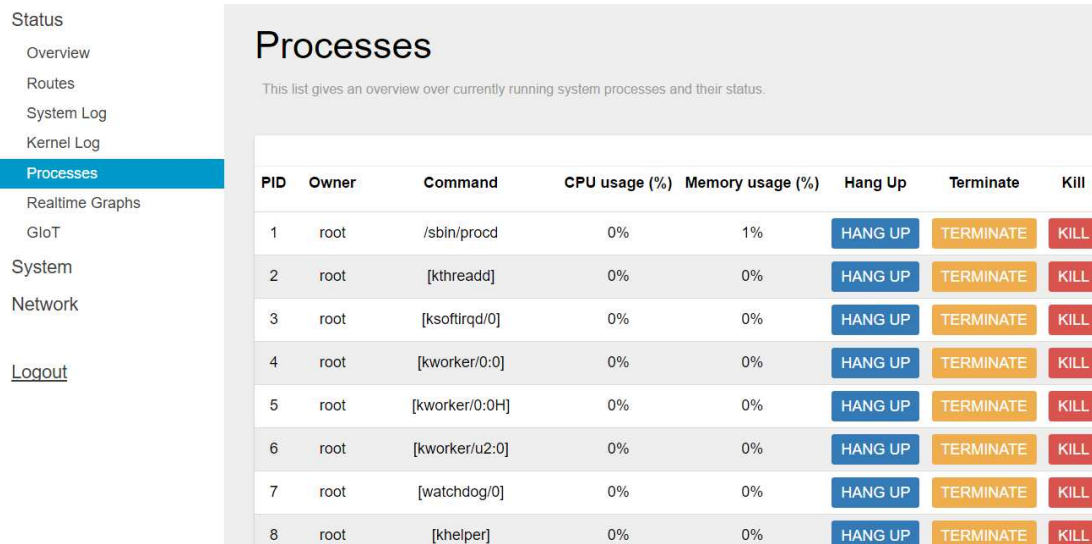 Status
Overview
Routes
System Log
Kernel Log
Processes
Realtime Graphs
GIoT
System
Network
Logout
Processes
This list gives an overview over currently running system processes and their status.
PID Owner Command CPU usage (%) Memory usage (%) Hang Up Terminate Kill
1 root /sbin/procd 0% 1% HANG UP TERMINATE KILL
2 root [kthreadd] 0% 0% HANG UP TERMINATE KILL
3 root [ksoftirqd/0] 0% 0% HANG UP TERMINATE KILL
4 root [kworker/0:0] 0% 0% HANG UP TERMINATE KILL
5 root [kworker/0:0H] 0% 0% HANG UP TERMINATE KILL
6 root [kworker/u2:0] 0% 0% HANG UP TERMINATE KILL
7 root [watchdog/0] 0% 0% HANG UP TERMINATE KILL
8 root [khelper] 0% 0% HANG UP TERMINATE KILL